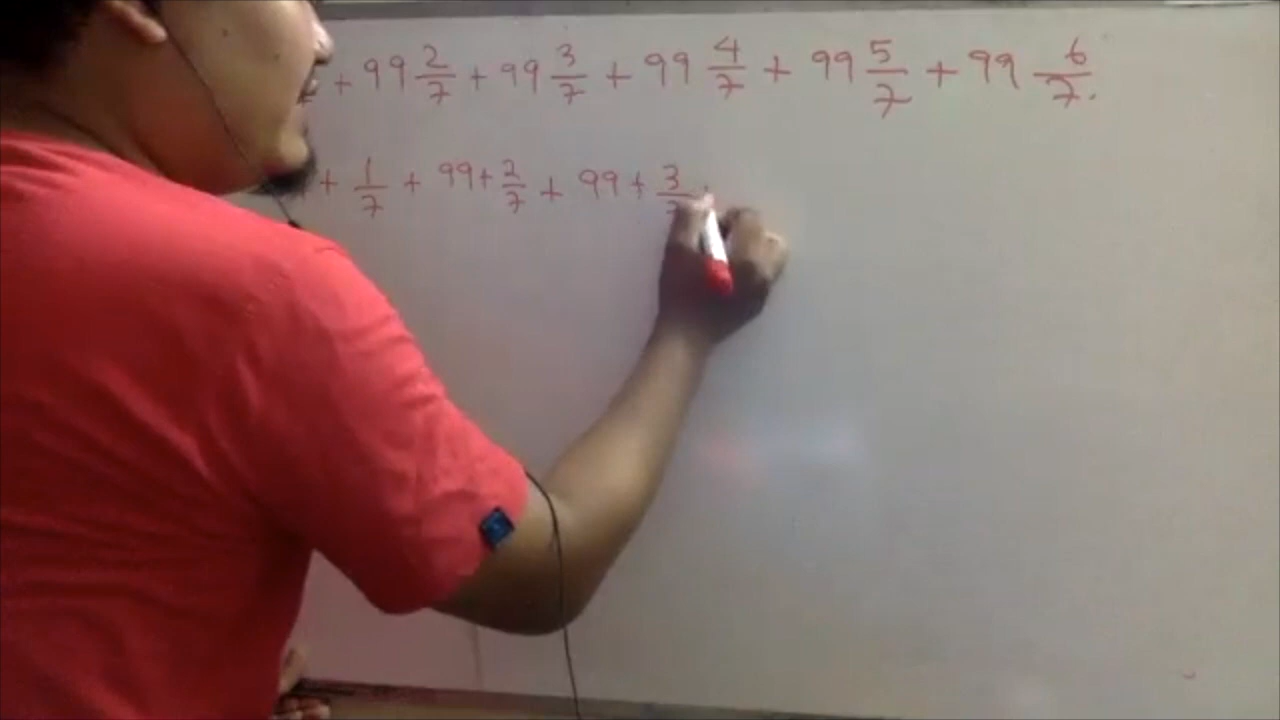 + 99 2/7 + 99 3/7 + 99 4/7 + 99 5/7 + 99 6/7.
+ 1/7 + 99 + 2/7 + 99 + 3/7